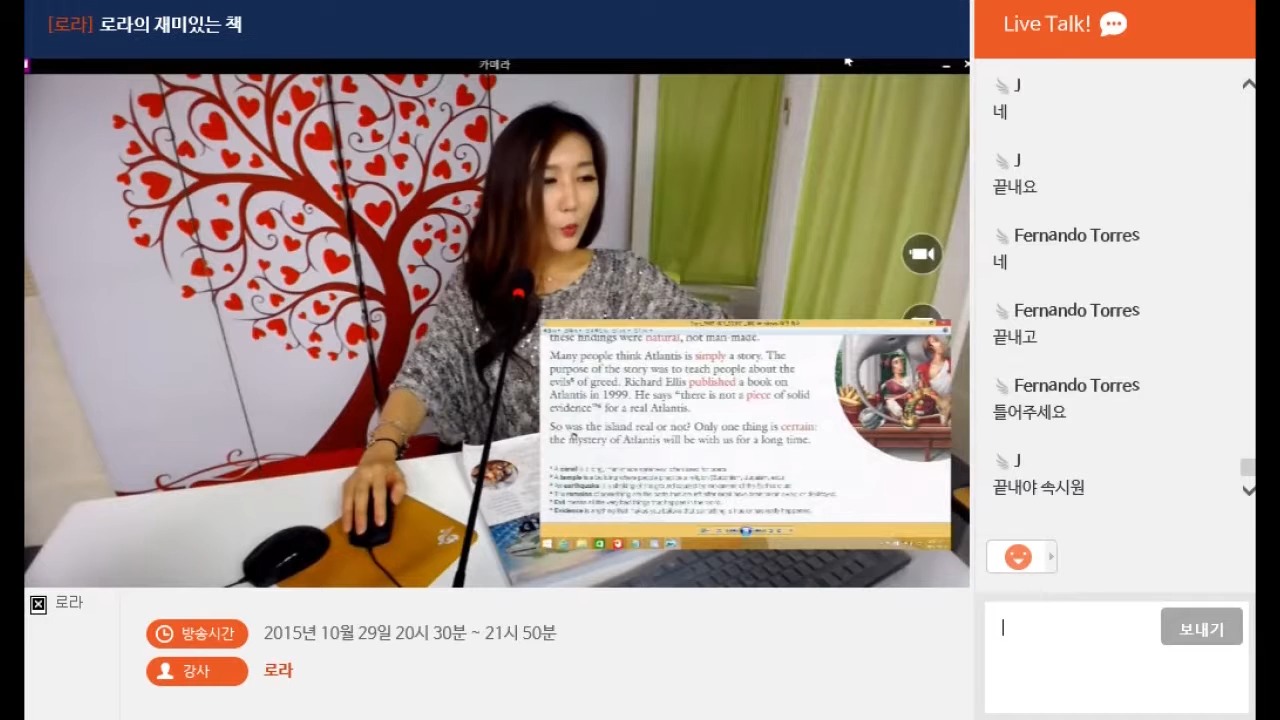 [로라] 로라의 재미있는 책
카메라
these findings were natural, not man-made.
Many people think Atlantis is simply a story. The
purpose of the story was to teach people about the
evils⁵ of greed. Richard Ellis published a book on
Atlantis in 1999. He says "there is not a piece of solid
evidence"⁶ for a real Atlantis.
So was the island real or not? Only one thing is certain:
the mystery of Atlantis will be with us for a long time.
로라
방송시간 2015년 10월 29일 20시 30분 ~ 21시 50분
강사 로라
Live Talk!
J
네
J
끝내요
Fernando Torres
네
Fernando Torres
끝내고
Fernando Torres
틀어주세요
J
끝내야 속시원
보내기